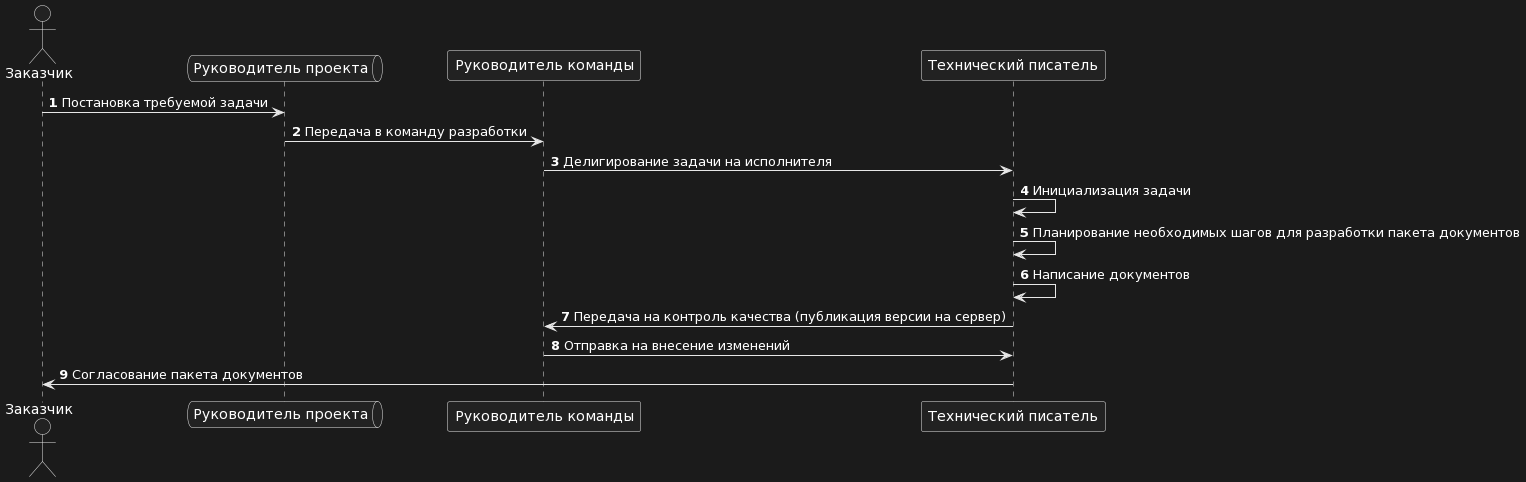 Заказчик
Руководитель проекта
Руководитель команды
Технический писатель
1 Постановка требуемой задачи
2 Передача в команду разработки
3 Делигирование задачи на исполнителя
4 Инициализация задачи
5 Планирование необходимых шагов для разработки пакета документов
6 Написание документов
7 Передача на контроль качества (публикация версии на сервер)
8 Отправка на внесение изменений
9 Согласование пакета документов
Заказчик
Руководитель проекта
Руководитель команды
Технический писатель